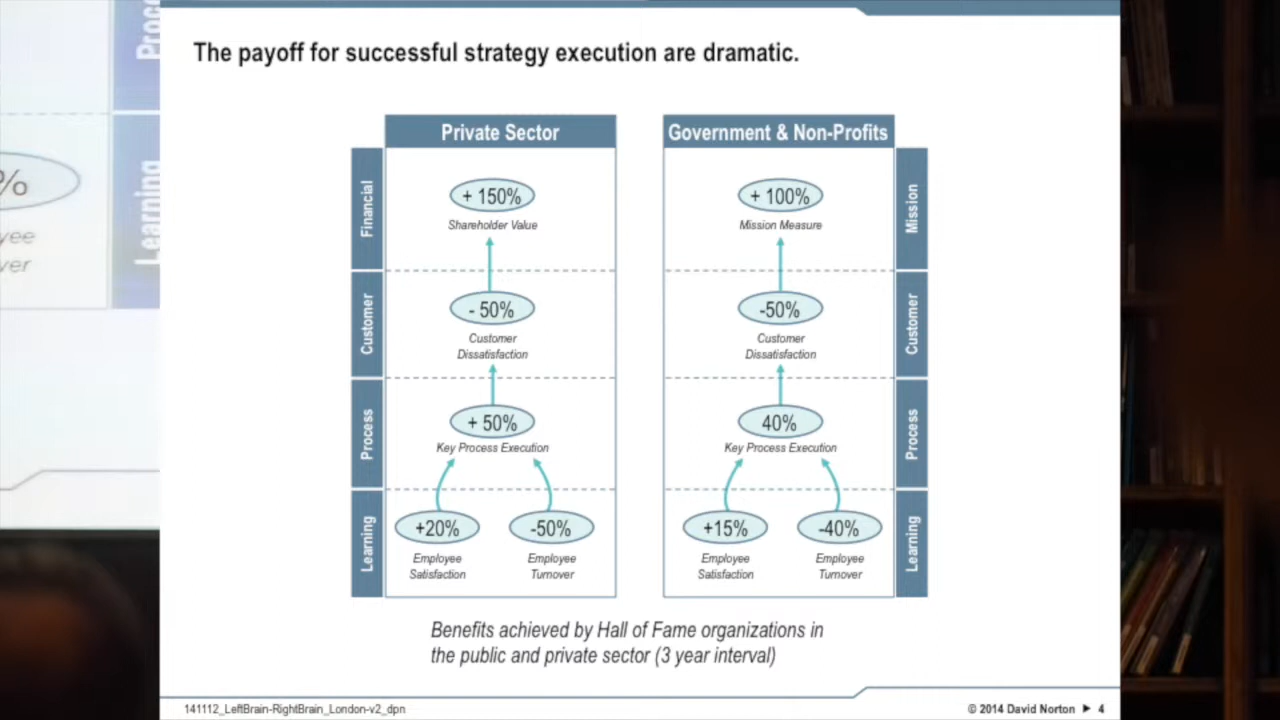 The payoff for successful strategy execution are dramatic.
Private Sector
Financial
+ 150%
Shareholder Value
Customer
- 50%
Customer
Dissatisfaction
Process
+ 50%
Key Process Execution
Learning
+20%
Employee
Satisfaction
-50%
Employee
Turnover
Government & Non-Profits
Mission
+ 100%
Mission Measure
Customer
-50%
Customer
Dissatisfaction
Process
40%
Key Process Execution
Learning
+15%
Employee
Satisfaction
-40%
Employee
Turnover
Benefits achieved by Hall of Fame organizations in
the public and private sector (3 year interval)
141112_LeftBrain-RightBrain_London-v2_dpn
© 2014 David Norton ▶ 4
Learning
%